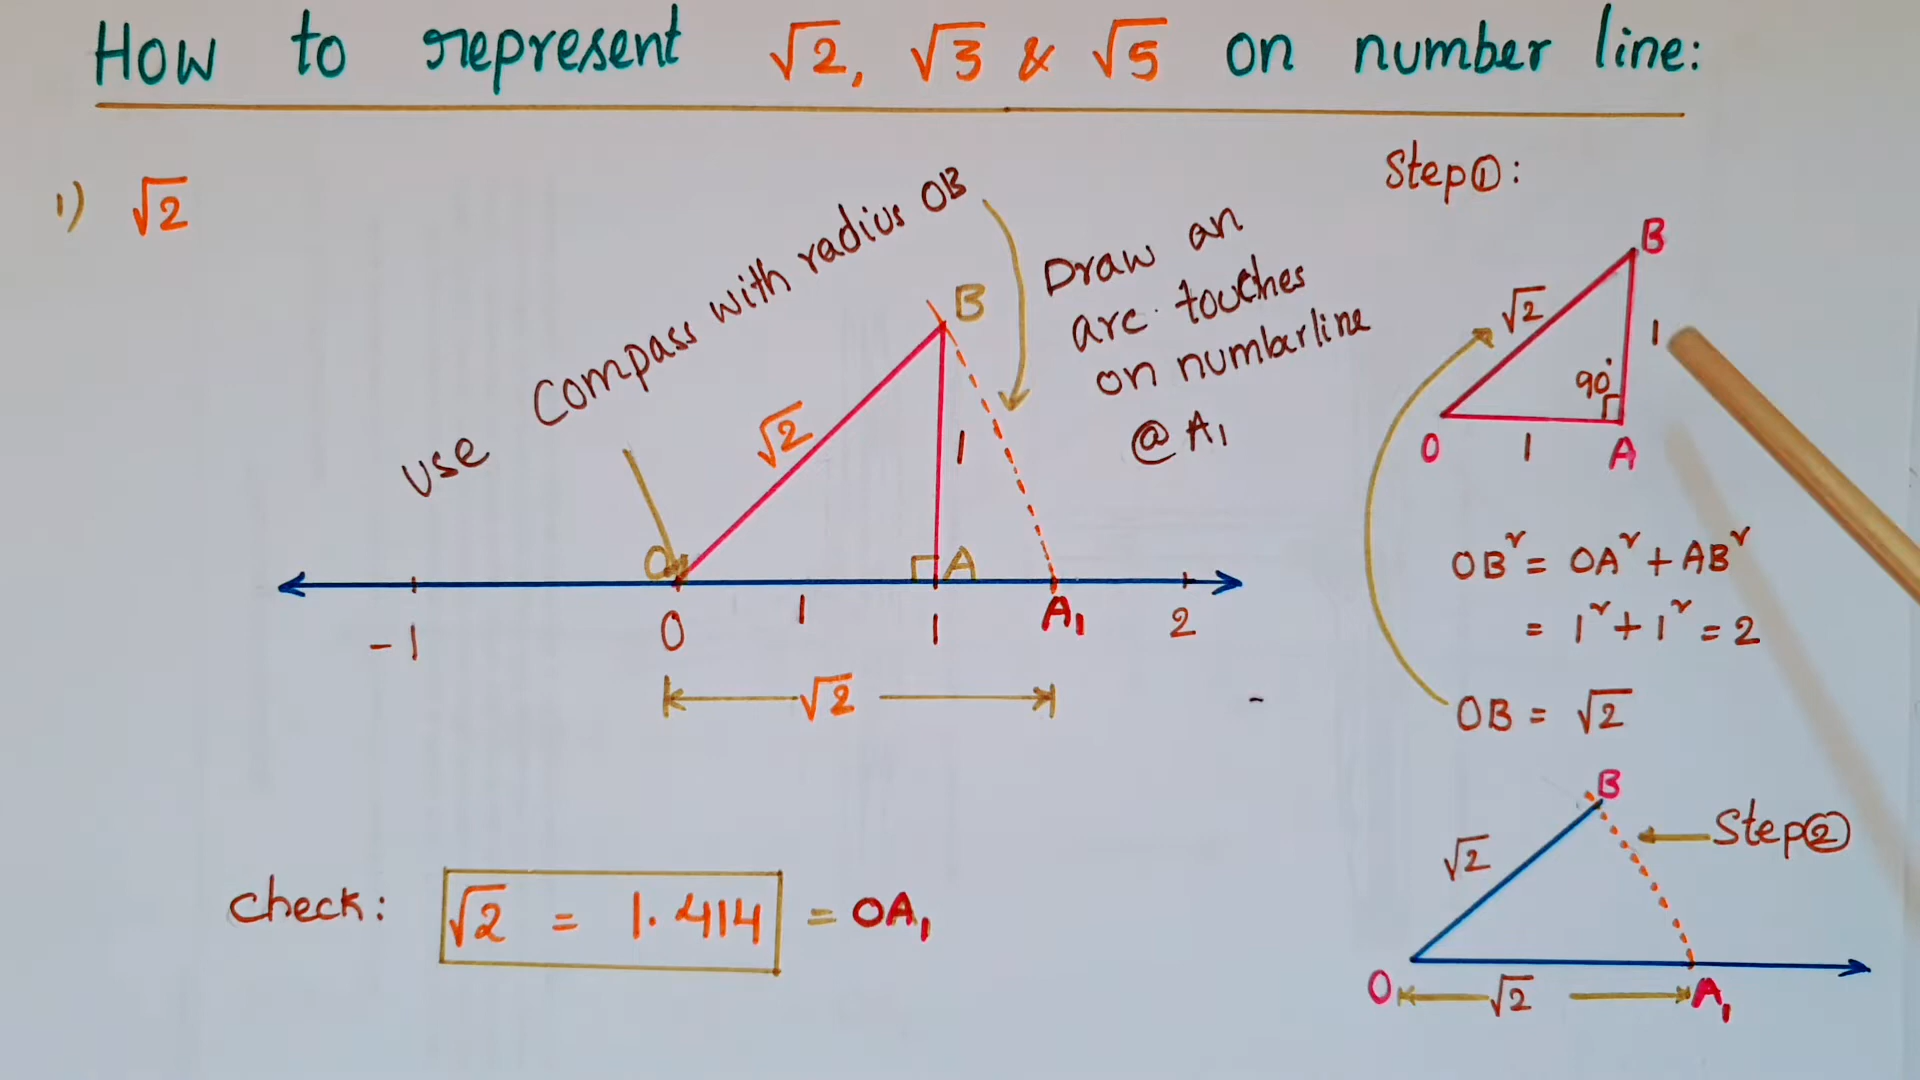 How to represent √2, √3 & √5 on number line:
1) √2
Use Compass with radius OB
Draw an
arc touches
on numberline
@ A₁
B
√2
1
O
A
-1
0
1
1
A₁
2
√2
check: √2 = 1.414 = OA₁
Step①:
B
√2
1
90°
O
1
A
OB² = OA² + AB²
= 1² + 1² = 2
OB = √2
B
Step②
√2
O
√2
A₁